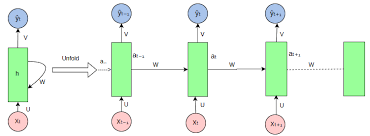 ŷt ŷt-1 ŷt ŷt+1
V V V V
Unfold a.. at-1 at at+1
h W W W W
U U U U
xt xt-1 xt xt+1